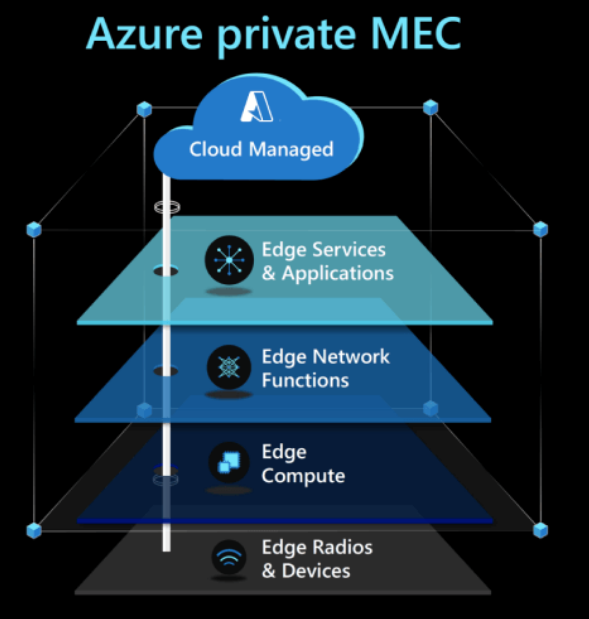 Azure private MEC
Cloud Managed
Edge Services
& Applications
Edge Network
Functions
Edge
Compute
Edge Radios
& Devices